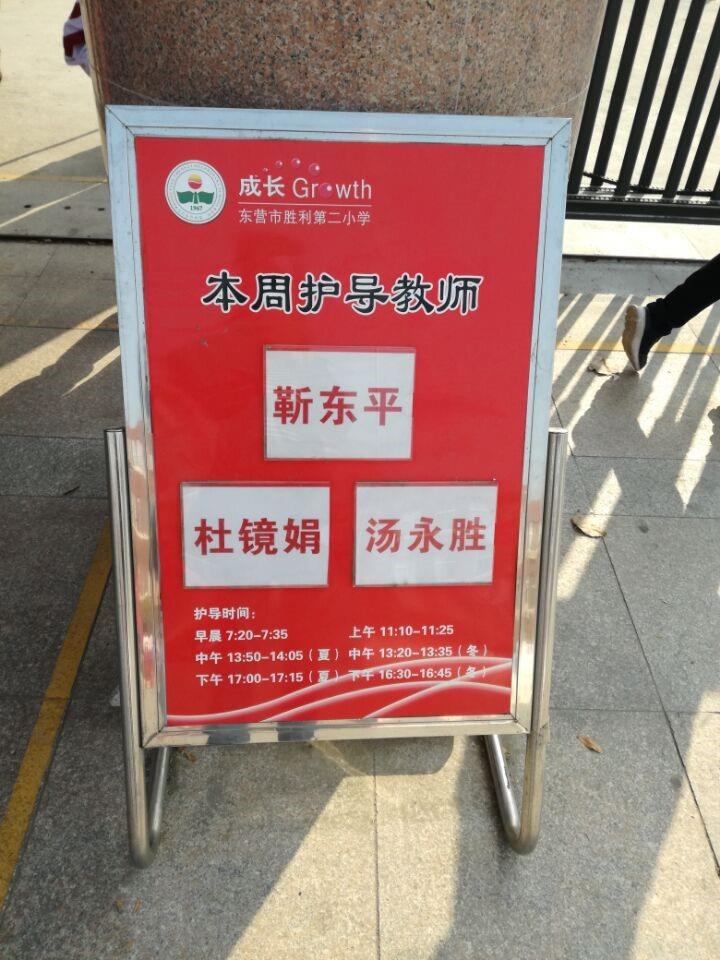 成长 Growth
东营市胜利第二小学
1967
本周护导教师
靳东平
杜镜娟 汤永胜
护导时间：
早晨 7:20-7:35 上午 11:10-11:25
中午 13:50-14:05（夏） 中午 13:20-13:35（冬）
下午 17:00-17:15（夏） 下午 16:30-16:45（冬）